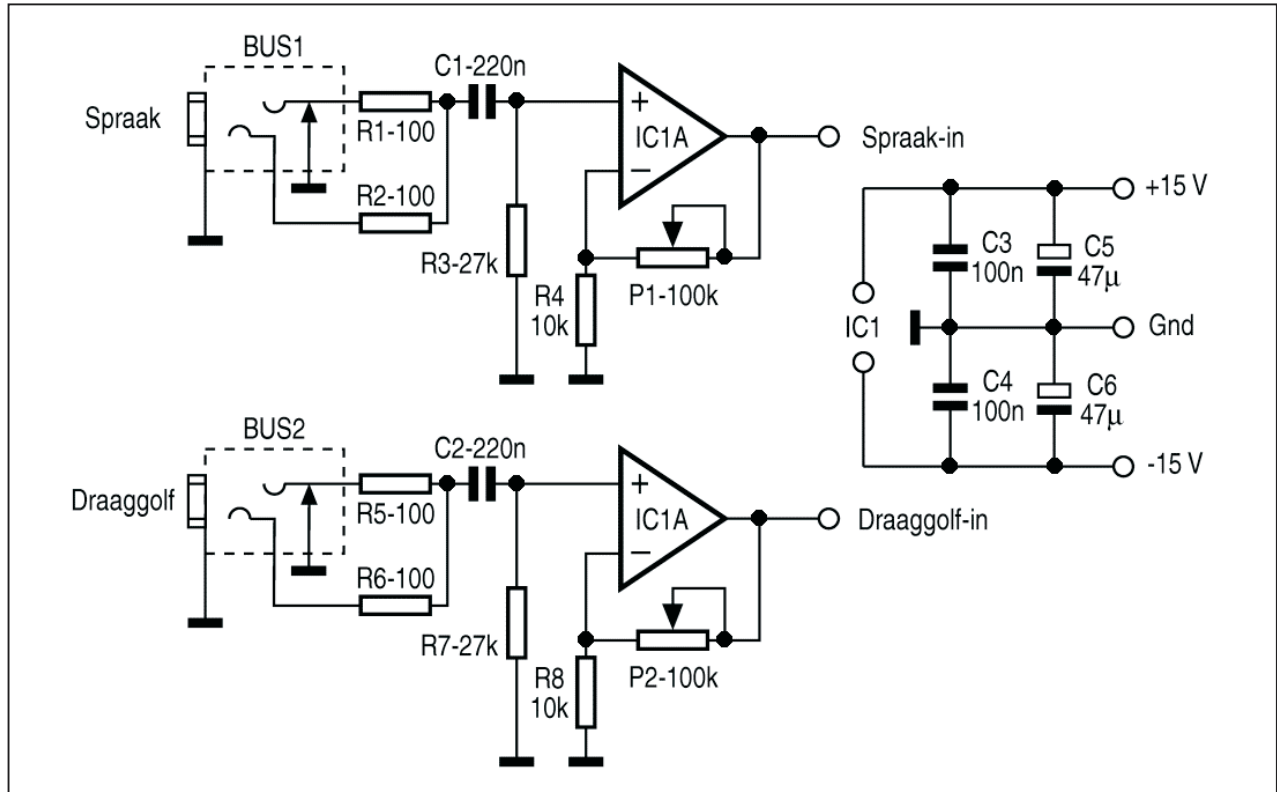 BUS1
Spraak
C1-220n
R1-100
R2-100
R3-27k
+
IC1A
−
R4
10k
P1-100k
Spraak-in
+15 V
C3
100n
C5
47µ
IC1
Gnd
C4
100n
C6
47µ
-15 V
BUS2
Draaggolf
C2-220n
R5-100
R6-100
R7-27k
+
IC1A
−
R8
10k
P2-100k
Draaggolf-in